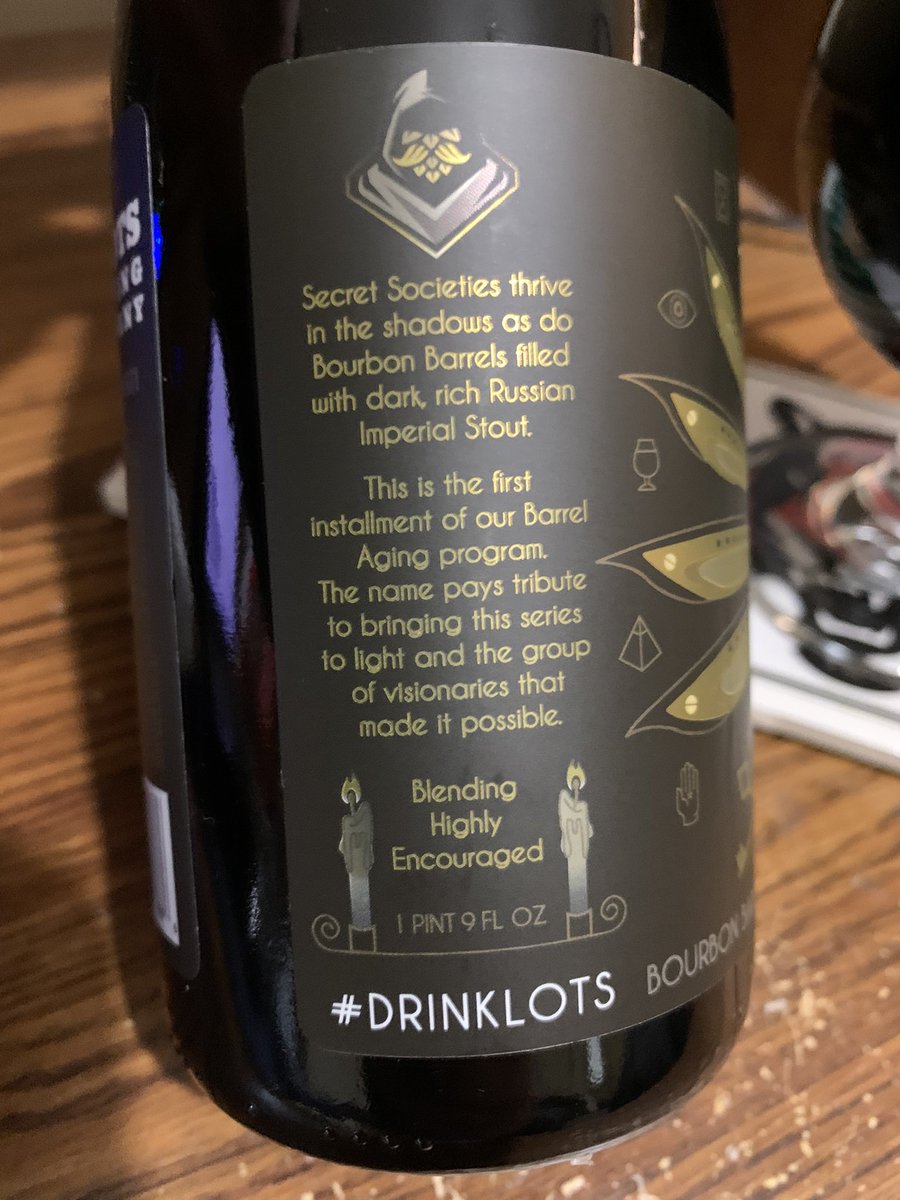 Secret Societies thrive
in the shadows as do
Bourbon Barrels filled
with dark, rich Russian
Imperial Stout.
This is the first
installment of our Barrel
Aging program.
The name pays tribute
to bringing this series
to light and the group
of visionaries that
made it possible.
Blending
Highly
Encouraged
1 PINT 9 FL OZ
#DRINKLOTS
BOURBON